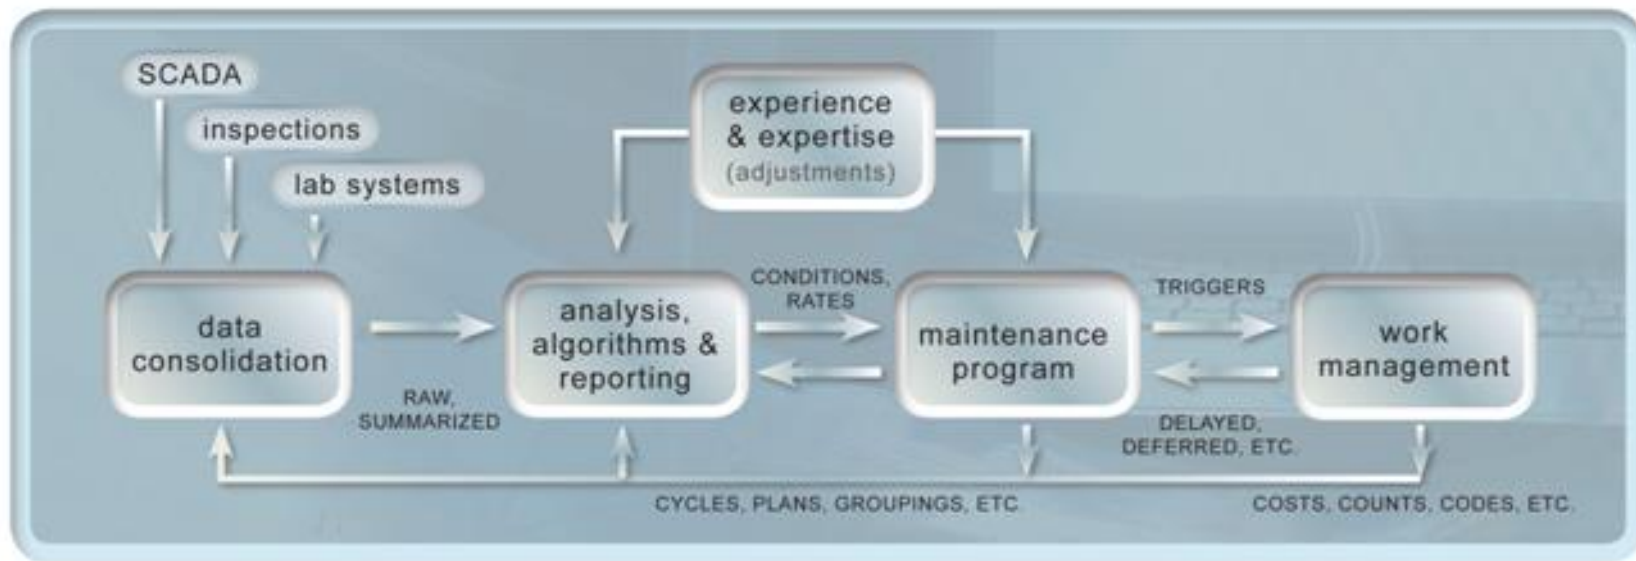 SCADA
inspections
lab systems
experience
& expertise
(adjustments)
data
consolidation
RAW,
SUMMARIZED
analysis,
algorithms &
reporting
CONDITIONS,
RATES
maintenance
program
TRIGGERS
DELAYED,
DEFERRED, ETC.
work
management
CYCLES, PLANS, GROUPINGS, ETC.
COSTS, COUNTS, CODES, ETC.